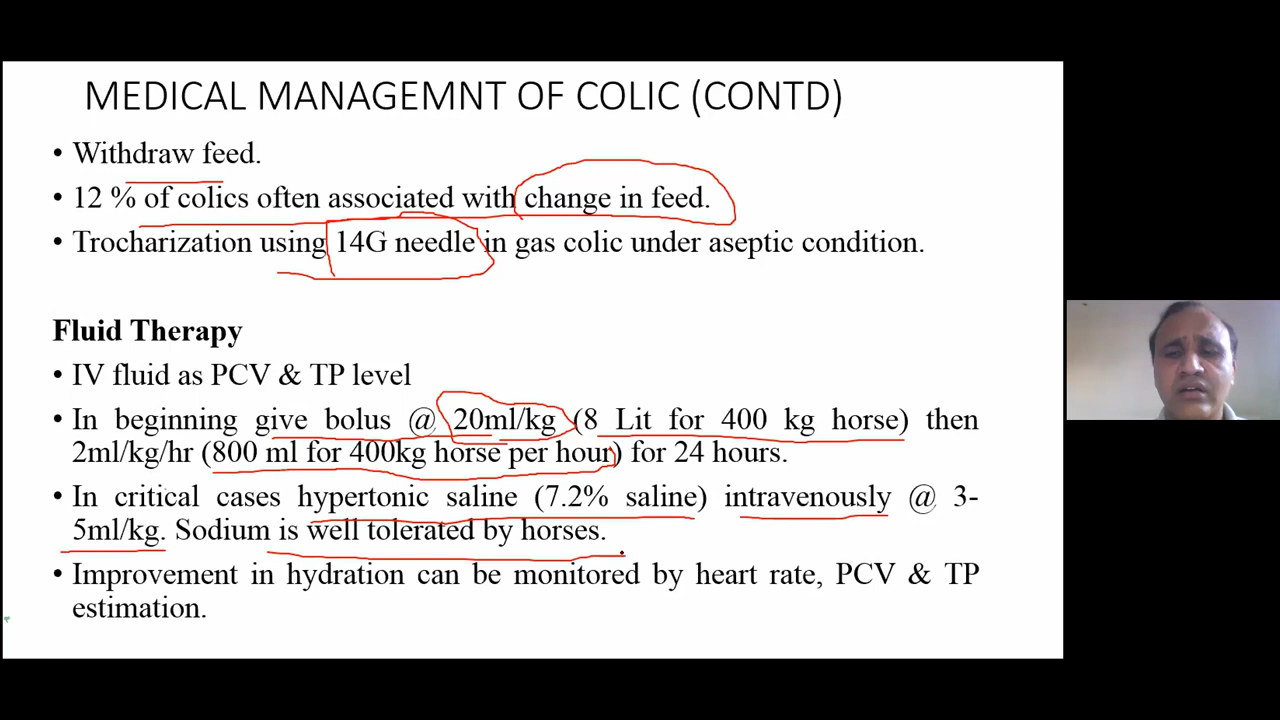 MEDICAL MANAGEMNT OF COLIC (CONTD)
• Withdraw feed.
• 12 % of colics often associated with change in feed.
• Trocharization using 14G needle in gas colic under aseptic condition.
Fluid Therapy
• IV fluid as PCV & TP level
• In beginning give bolus @ 20ml/kg (8 Lit for 400 kg horse) then
2ml/kg/hr (800 ml for 400kg horse per hour) for 24 hours.
• In critical cases hypertonic saline (7.2% saline) intravenously @ 3-
5ml/kg. Sodium is well tolerated by horses.
• Improvement in hydration can be monitored by heart rate, PCV & TP
estimation.